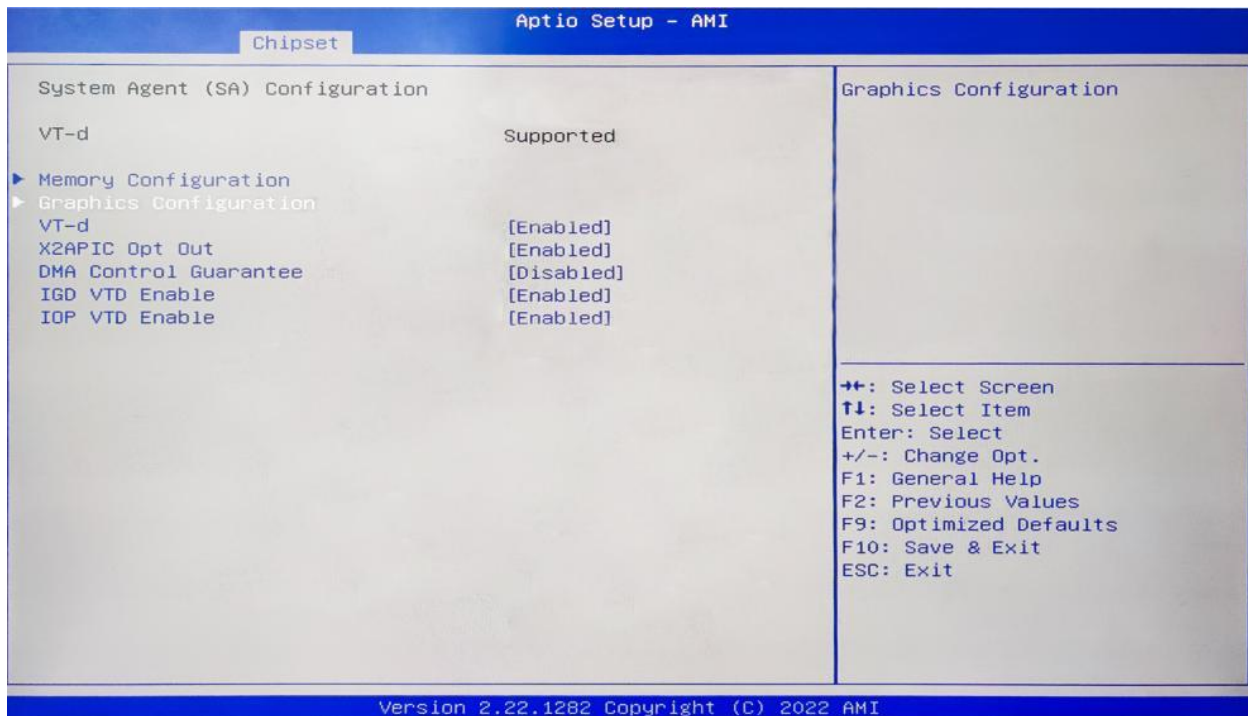 Aptio Setup - AMI
Chipset
System Agent (SA) Configuration
VT-d Supported
Memory Configuration
Graphics Configuration
VT-d [Enabled]
X2APIC Opt Out [Enabled]
DMA Control Guarantee [Disabled]
IGD VTD Enable [Enabled]
IOP VTD Enable [Enabled]
Graphics Configuration
→←: Select Screen
↑↓: Select Item
Enter: Select
+/-: Change Opt.
F1: General Help
F2: Previous Values
F9: Optimized Defaults
F10: Save & Exit
ESC: Exit
Version 2.22.1282 Copyright (C) 2022 AMI